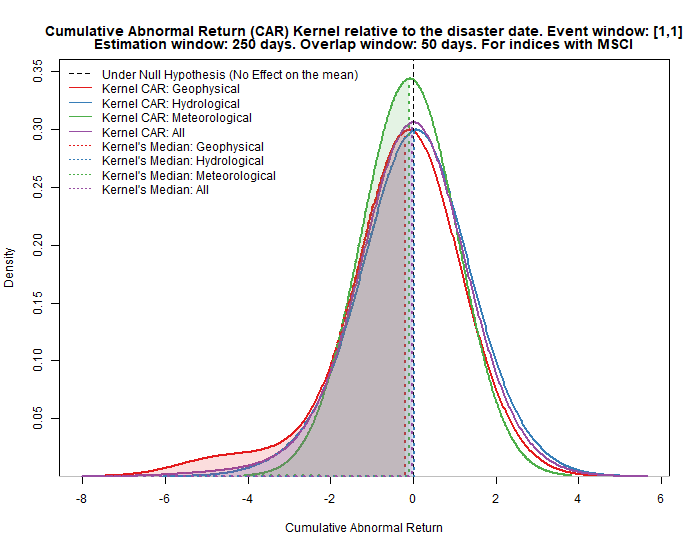 Cumulative Abnormal Return (CAR) Kernel relative to the disaster date. Event window: [1,1]
Estimation window: 250 days. Overlap window: 50 days. For indices with MSCI
Under Null Hypothesis (No Effect on the mean)
Kernel CAR: Geophysical
Kernel CAR: Hydrological
Kernel CAR: Meteorological
Kernel CAR: All
Kernel's Median: Geophysical
Kernel's Median: Hydrological
Kernel's Median: Meteorological
Kernel's Median: All
0.35
0.30
0.25
0.20
0.15
0.10
0.05
Density
-8 -6 -4 -2 0 2 4 6
Cumulative Abnormal Return